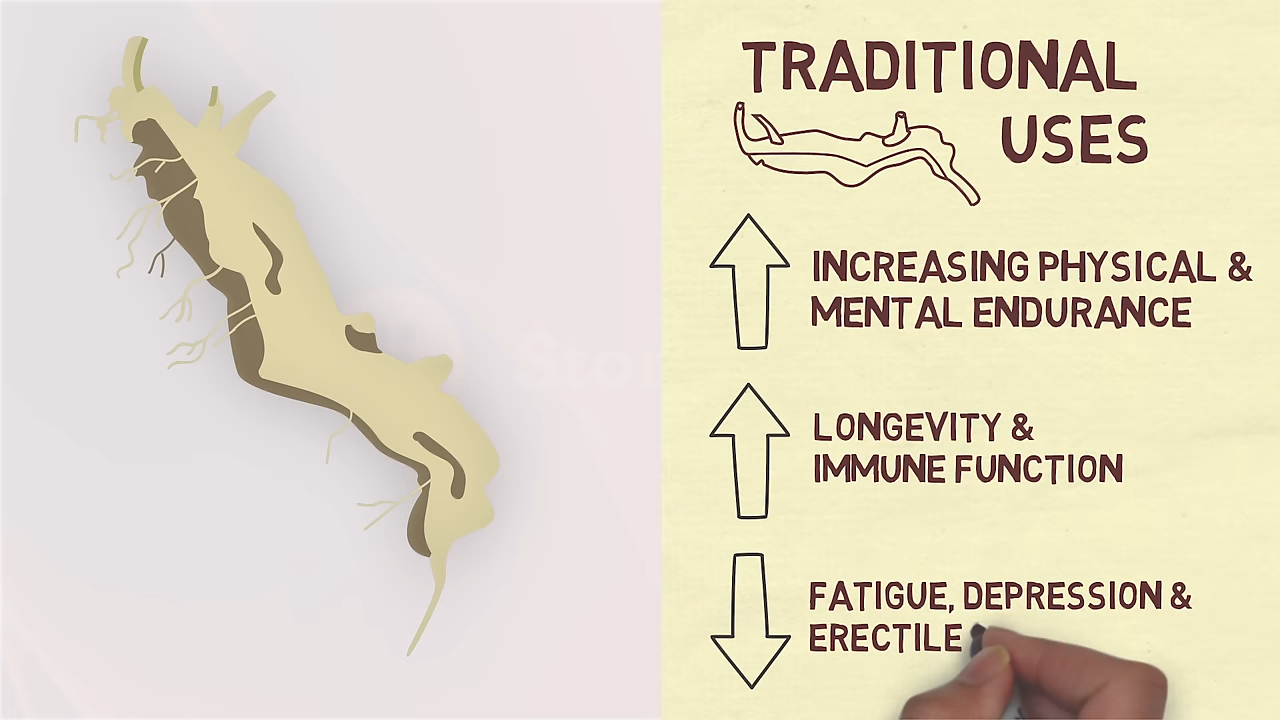 TRADITIONAL
USES
INCREASING PHYSICAL &
MENTAL ENDURANCE
LONGEVITY &
IMMUNE FUNCTION
FATIGUE, DEPRESSION &
ERECTILE